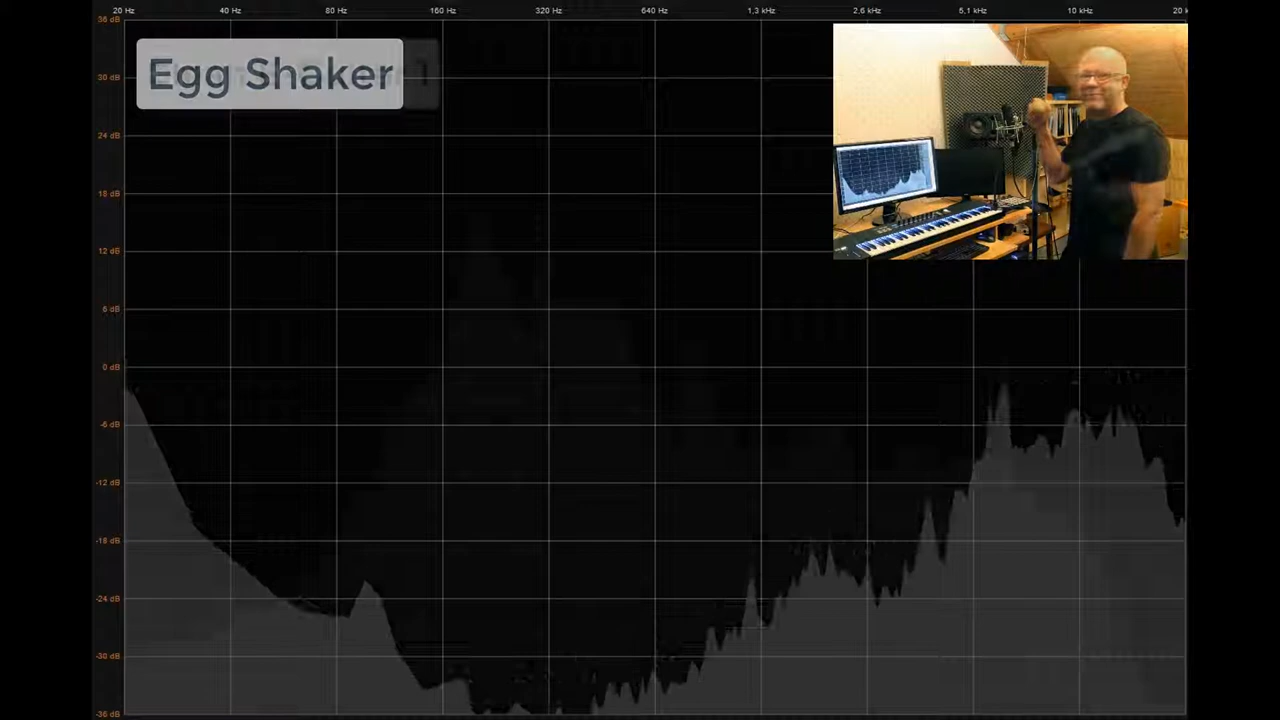 20 Hz 40 Hz 80 Hz 160 Hz 320 Hz 640 Hz 1,3 kHz 2.6 kHz 5.1 kHz 10 kHz 20 k
36 dB
Egg Shaker
30 dB
24 dB
18 dB
12 dB
6 dB
0 dB
-6 dB
-12 dB
-18 dB
-24 dB
-30 dB
-36 dB